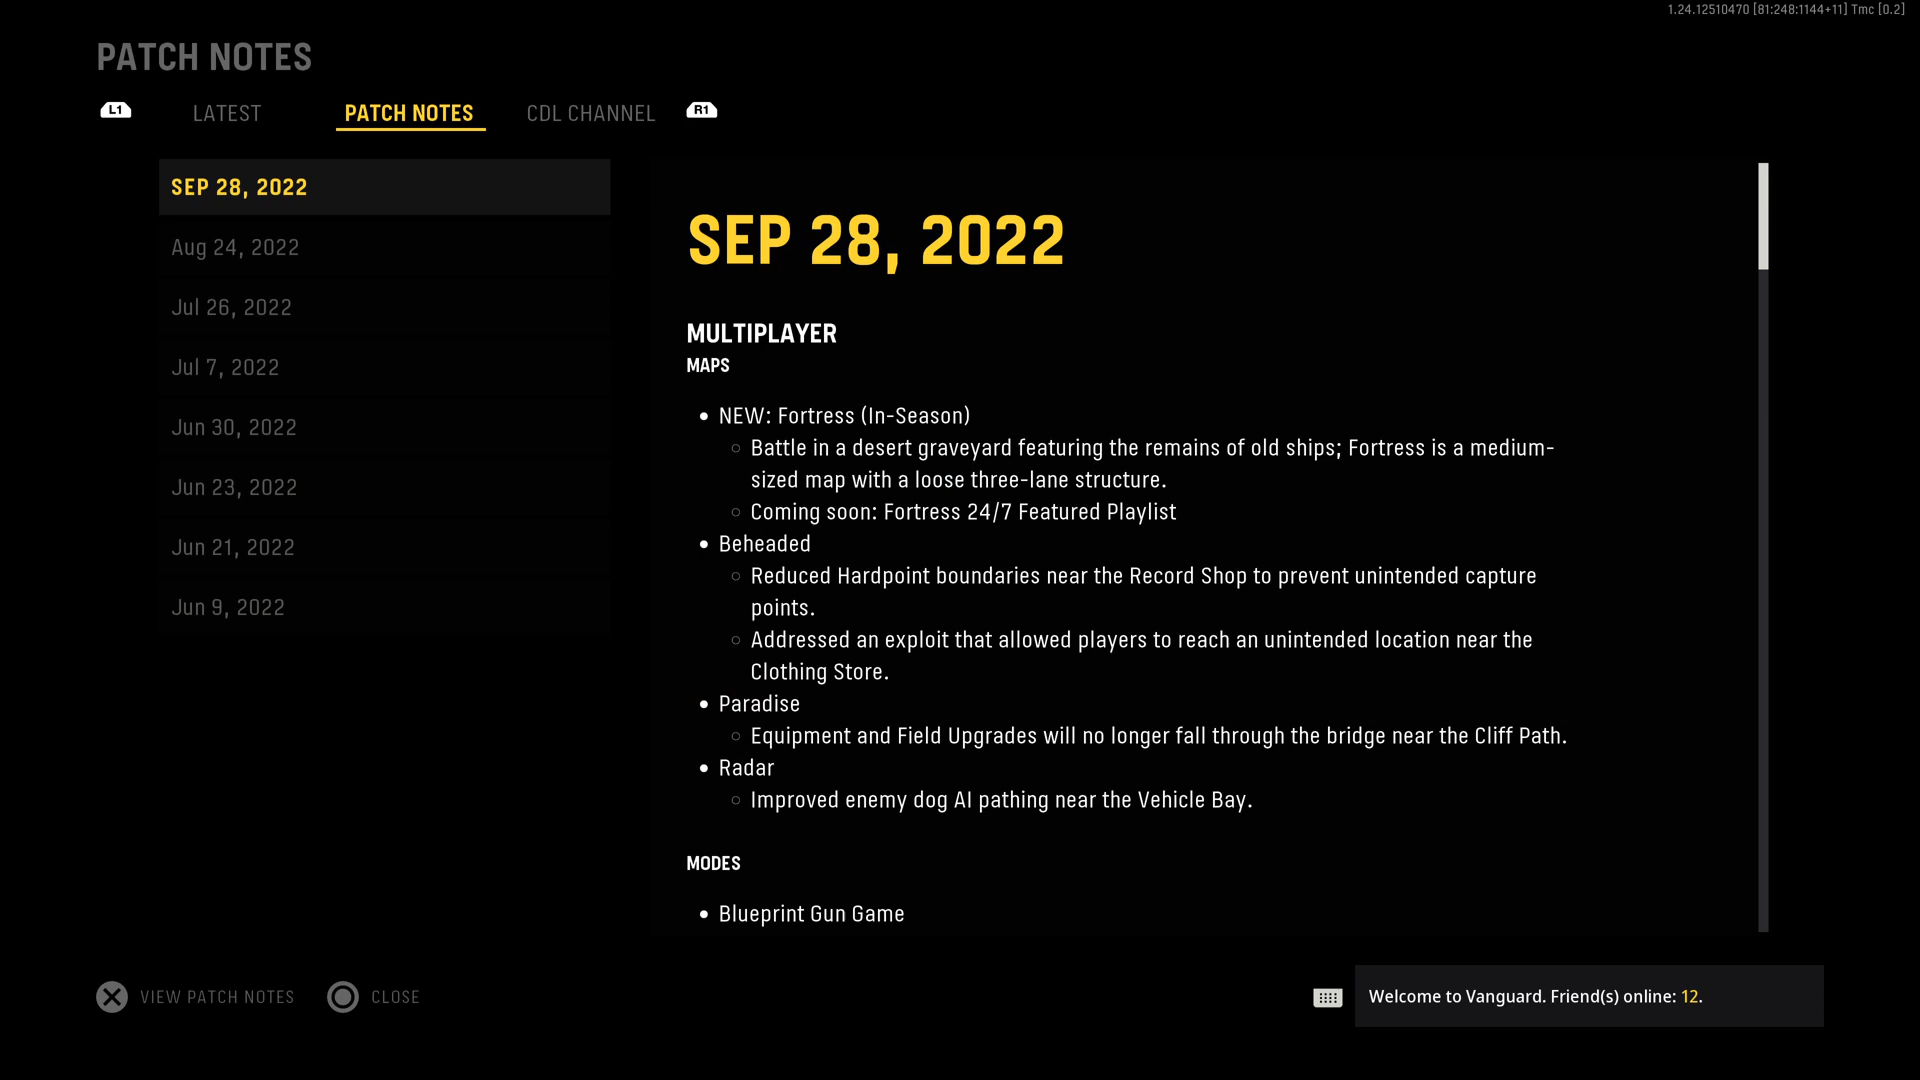 1.24.12510470 [81:248:1144+11] Tmc [0.2]
PATCH NOTES
L1 LATEST PATCH NOTES CDL CHANNEL R1
SEP 28, 2022
Aug 24, 2022
Jul 26, 2022
Jul 7, 2022
Jun 30, 2022
Jun 23, 2022
Jun 21, 2022
Jun 9, 2022
SEP 28, 2022
MULTIPLAYER
MAPS
• NEW: Fortress (In-Season)
○ Battle in a desert graveyard featuring the remains of old ships; Fortress is a medium-
sized map with a loose three-lane structure.
○ Coming soon: Fortress 24/7 Featured Playlist
• Beheaded
○ Reduced Hardpoint boundaries near the Record Shop to prevent unintended capture
points.
○ Addressed an exploit that allowed players to reach an unintended location near the
Clothing Store.
• Paradise
○ Equipment and Field Upgrades will no longer fall through the bridge near the Cliff Path.
• Radar
○ Improved enemy dog AI pathing near the Vehicle Bay.
MODES
• Blueprint Gun Game
VIEW PATCH NOTES CLOSE
Welcome to Vanguard. Friend(s) online: 12.